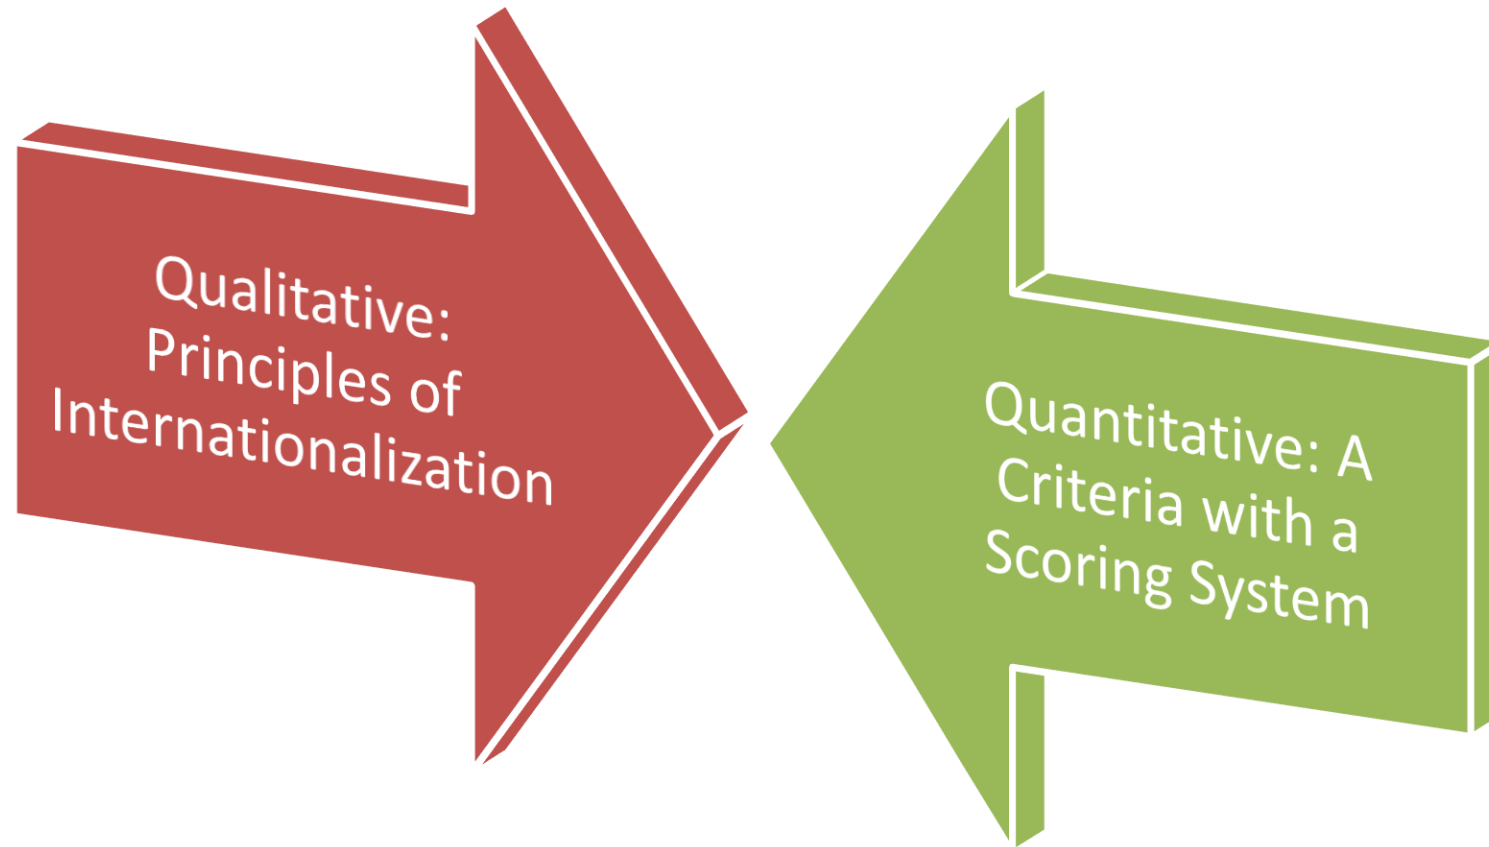 Qualitative:
Principles of
Internationalization
Quantitative: A
Criteria with a
Scoring System